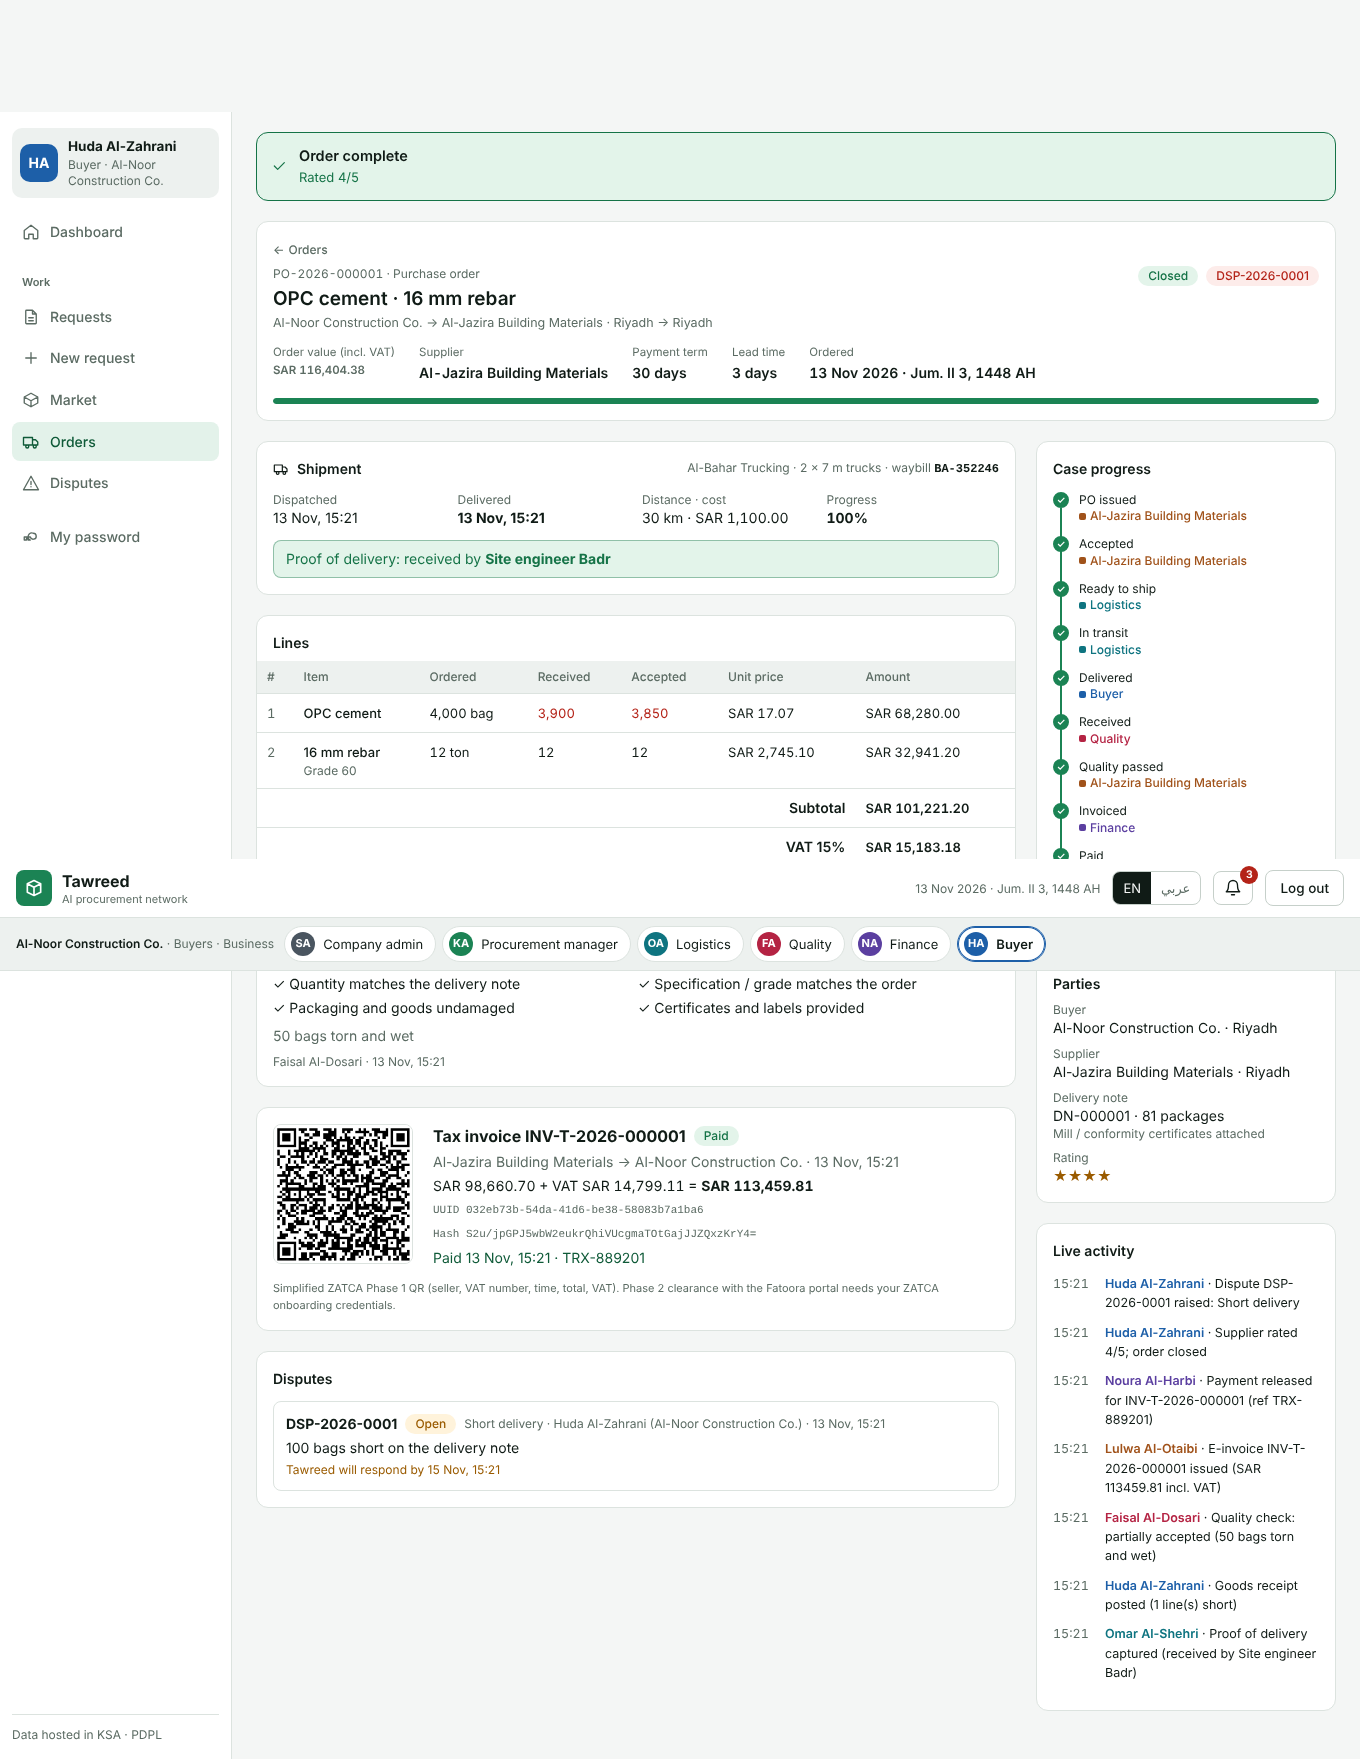 HA
Huda Al-Zahrani
Buyer · Al-Noor
Construction Co.
Dashboard
Work
Requests
New request
Market
Orders
Disputes
My password
Order complete
Rated 4/5
← Orders
PO-2026-000001 · Purchase order
Closed
DSP-2026-0001
OPC cement · 16 mm rebar
Al-Noor Construction Co. → Al-Jazira Building Materials · Riyadh → Riyadh
Order value (incl. VAT)
SAR 116,404.38
Supplier
Al-Jazira Building Materials
Payment term
30 days
Lead time
3 days
Ordered
13 Nov 2026 · Jum. II 3, 1448 AH
Shipment
Al-Bahar Trucking · 2 × 7 m trucks · waybill BA-352246
Dispatched
13 Nov, 15:21
Delivered
13 Nov, 15:21
Distance · cost
30 km · SAR 1,100.00
Progress
100%
Proof of delivery: received by Site engineer Badr
Lines
# Item Ordered Received Accepted Unit price Amount
1 OPC cement 4,000 bag 3,900 3,850 SAR 17.07 SAR 68,280.00
2 16 mm rebar 12 ton 12 12 SAR 2,745.10 SAR 32,941.20
Grade 60
Subtotal SAR 101,221.20
VAT 15% SAR 15,183.18
Case progress
PO issued
Al-Jazira Building Materials
Accepted
Al-Jazira Building Materials
Ready to ship
Logistics
In transit
Logistics
Delivered
Buyer
Received
Quality
Quality passed
Al-Jazira Building Materials
Invoiced
Finance
Paid
Tawreed
AI procurement network
13 Nov 2026 · Jum. II 3, 1448 AH
EN
عربي
3
Log out
Al-Noor Construction Co. · Buyers · Business
SA Company admin
KA Procurement manager
OA Logistics
FA Quality
NA Finance
HA Buyer
✓ Quantity matches the delivery note
✓ Specification / grade matches the order
✓ Packaging and goods undamaged
✓ Certificates and labels provided
50 bags torn and wet
Faisal Al-Dosari · 13 Nov, 15:21
Tax invoice INV-T-2026-000001 Paid
Al-Jazira Building Materials → Al-Noor Construction Co. · 13 Nov, 15:21
SAR 98,660.70 + VAT SAR 14,799.11 = SAR 113,459.81
UUID 032eb73b-54da-41d6-be38-58083b7a1ba6
Hash S2u/jpGPJ5wbW2eukrQhiVUcgmaTOtGajJJZQxzKrY4=
Paid 13 Nov, 15:21 · TRX-889201
Simplified ZATCA Phase 1 QR (seller, VAT number, time, total, VAT). Phase 2 clearance with the Fatoora portal needs your ZATCA
onboarding credentials.
Disputes
DSP-2026-0001 Open Short delivery · Huda Al-Zahrani (Al-Noor Construction Co.) · 13 Nov, 15:21
100 bags short on the delivery note
Tawreed will respond by 15 Nov, 15:21
Parties
Buyer
Al-Noor Construction Co. · Riyadh
Supplier
Al-Jazira Building Materials · Riyadh
Delivery note
DN-000001 · 81 packages
Mill / conformity certificates attached
Rating
★★★★
Live activity
15:21 Huda Al-Zahrani · Dispute DSP-
2026-0001 raised: Short delivery
15:21 Huda Al-Zahrani · Supplier rated
4/5; order closed
15:21 Noura Al-Harbi · Payment released
for INV-T-2026-000001 (ref TRX-
889201)
15:21 Lulwa Al-Otaibi · E-invoice INV-T-
2026-000001 issued (SAR
113459.81 incl. VAT)
15:21 Faisal Al-Dosari · Quality check:
partially accepted (50 bags torn
and wet)
15:21 Huda Al-Zahrani · Goods receipt
posted (1 line(s) short)
15:21 Omar Al-Shehri · Proof of delivery
captured (received by Site engineer
Badr)
Data hosted in KSA · PDPL